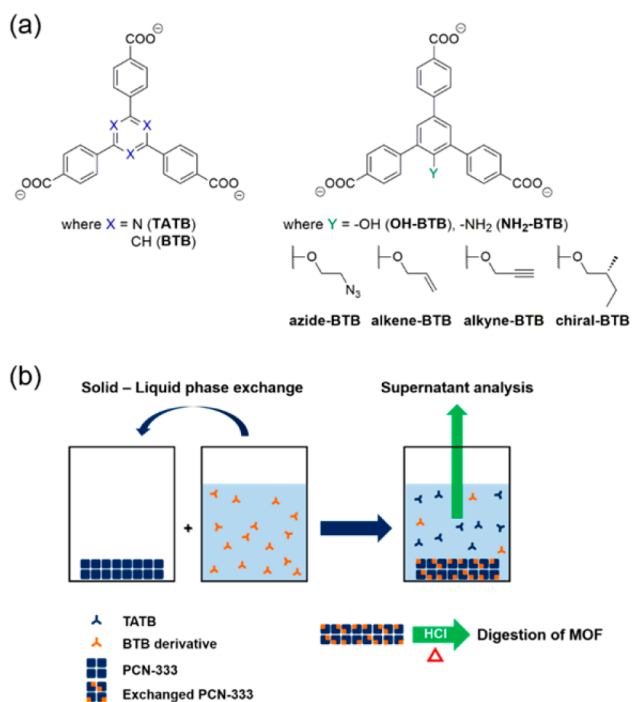 (a)
COO⊖
COO⊖
X X
X
Y
⊖OOC COO⊖
⊖OOC COO⊖
where X = N (TATB)
CH (BTB)
where Y = -OH (OH-BTB), -NH₂ (NH₂-BTB)
O O O O
N₃
azide-BTB alkene-BTB alkyne-BTB chiral-BTB
(b)
Solid – Liquid phase exchange
Supernatant analysis
+
TATB
BTB derivative
PCN-333
Exchanged PCN-333
HCl
Δ
Digestion of MOF